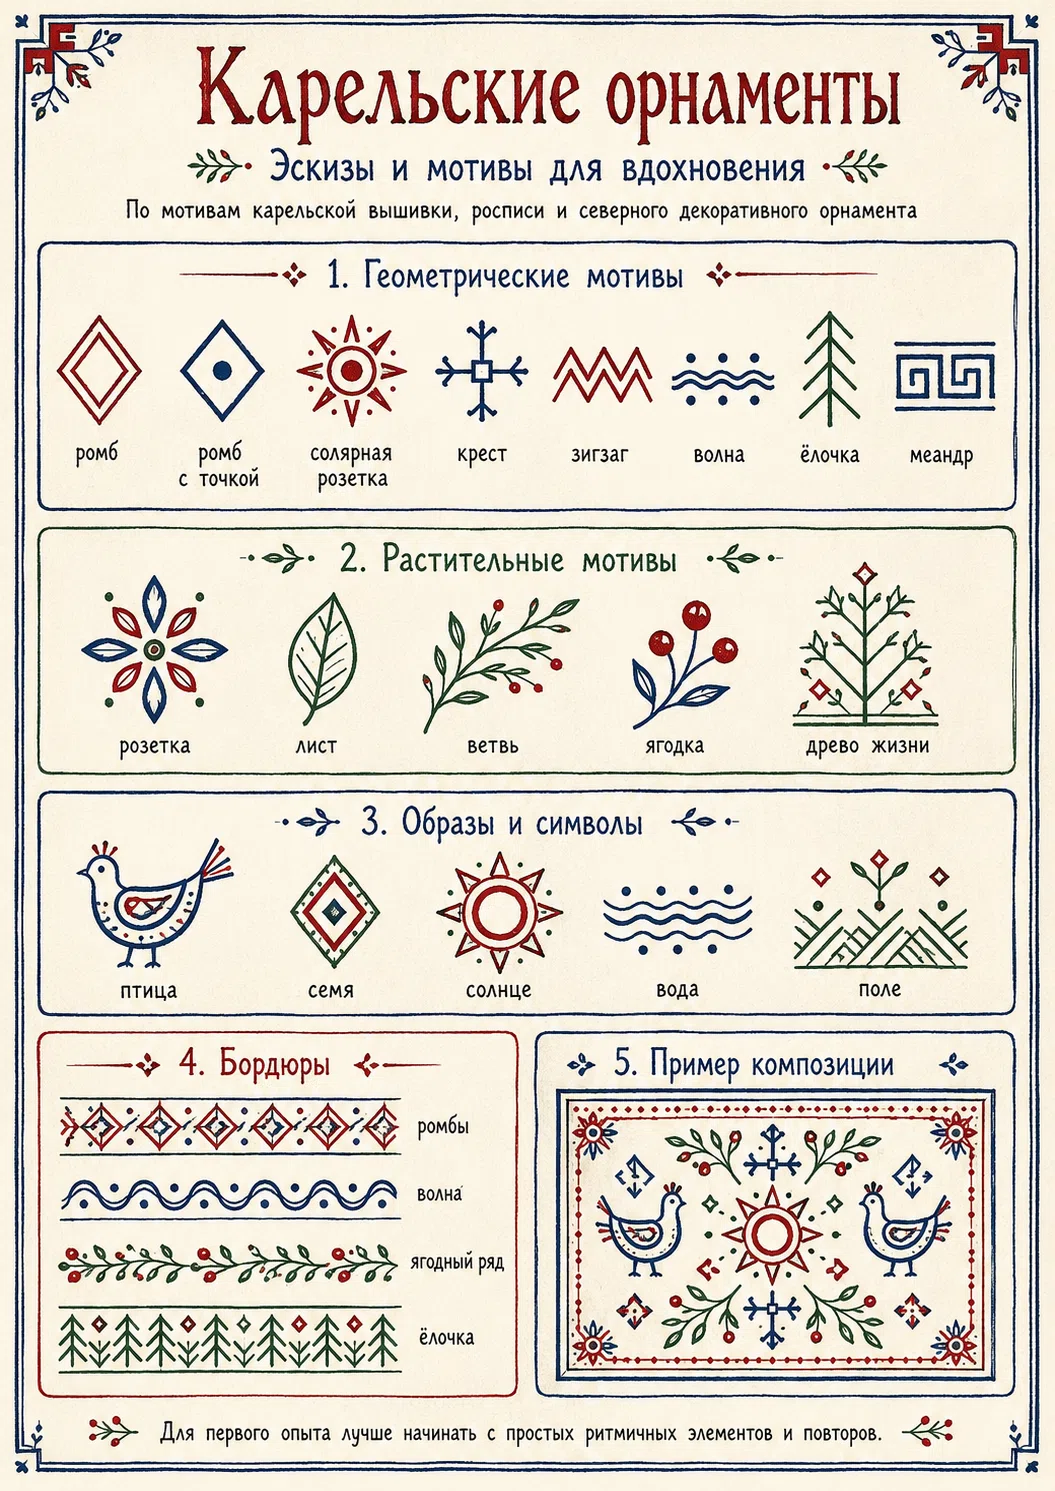 Карельские орнаменты
Эскизы и мотивы для вдохновения
По мотивам карельской вышивки, росписи и северного декоративного орнамента
1. Геометрические мотивы
ромб
ромб
с точкой
солярная
розетка
крест
зигзаг
волна
ёлочка
меандр
2. Растительные мотивы
розетка
лист
ветвь
ягодка
древо жизни
3. Образы и символы
птица
семя
солнце
вода
поле
4. Бордюры
ромбы
волна
ягодный ряд
ёлочка
5. Пример композиции
Для первого опыта лучше начинать с простых ритмичных элементов и повторов.